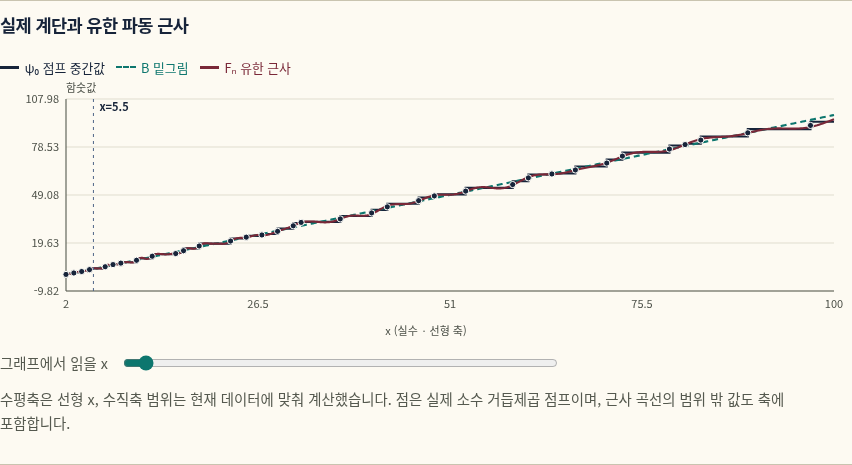 실제 계단과 유한 파동 근사
ψ₀ 점프 중간값 B 밑그림 Fₙ 유한 근사
함숫값
107.98
x=5.5
78.53
49.08
19.63
-9.82
2 26.5 51 75.5 100
x (실수 · 선형 축)
그래프에서 읽을 x
수평축은 선형 x, 수직축 범위는 현재 데이터에 맞춰 계산했습니다. 점은 실제 소수 거듭제곱 점프이며, 근사 곡선의 범위 밖 값도 축에
포함합니다.